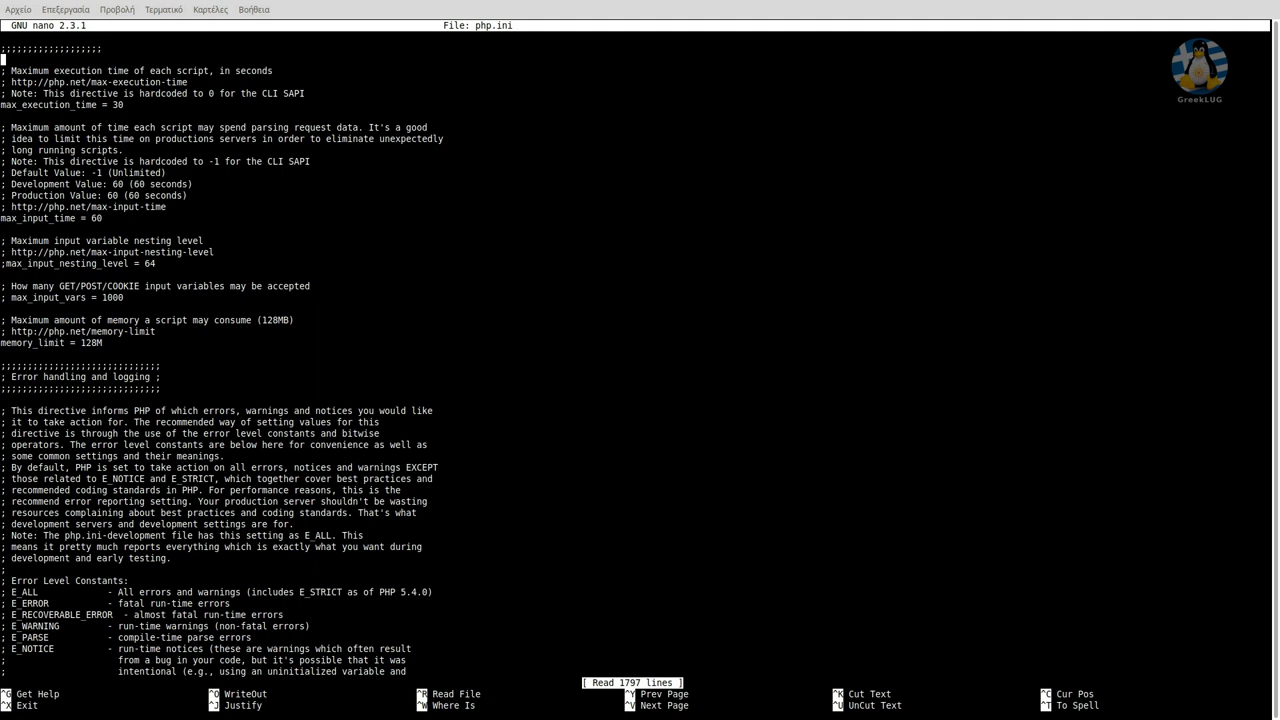 Αρχείο Επεξεργασία Προβολή Τερματικό Καρτέλες Βοήθεια
GNU nano 2.3.1 File: php.ini
;;;;;;;;;;;;;;;;;;;
; Maximum execution time of each script, in seconds
; http://php.net/max-execution-time
; Note: This directive is hardcoded to 0 for the CLI SAPI
max_execution_time = 30
; Maximum amount of time each script may spend parsing request data. It's a good
; idea to limit this time on productions servers in order to eliminate unexpectedly
; long running scripts.
; Note: This directive is hardcoded to -1 for the CLI SAPI
; Default Value: -1 (Unlimited)
; Development Value: 60 (60 seconds)
; Production Value: 60 (60 seconds)
; http://php.net/max-input-time
max_input_time = 60
; Maximum input variable nesting level
; http://php.net/max-input-nesting-level
;max_input_nesting_level = 64
; How many GET/POST/COOKIE input variables may be accepted
; max_input_vars = 1000
; Maximum amount of memory a script may consume (128MB)
; http://php.net/memory-limit
memory_limit = 128M
;;;;;;;;;;;;;;;;;;;;;;;;;;;;;;
; Error handling and logging ;
;;;;;;;;;;;;;;;;;;;;;;;;;;;;;;
; This directive informs PHP of which errors, warnings and notices you would like
; it to take action for. The recommended way of setting values for this
; directive is through the use of the error level constants and bitwise
; operators. The error level constants are below here for convenience as well as
; some common settings and their meanings.
; By default, PHP is set to take action on all errors, notices and warnings EXCEPT
; those related to E_NOTICE and E_STRICT, which together cover best practices and
; recommended coding standards in PHP. For performance reasons, this is the
; recommend error reporting setting. Your production server shouldn't be wasting
; resources complaining about best practices and coding standards. That's what
; development servers and development settings are for.
; Note: The php.ini-development file has this setting as E_ALL. This
; means it pretty much reports everything which is exactly what you want during
; development and early testing.
;
; Error Level Constants:
; E_ALL - All errors and warnings (includes E_STRICT as of PHP 5.4.0)
; E_ERROR - fatal run-time errors
; E_RECOVERABLE_ERROR - almost fatal run-time errors
; E_WARNING - run-time warnings (non-fatal errors)
; E_PARSE - compile-time parse errors
; E_NOTICE - run-time notices (these are warnings which often result
; from a bug in your code, but it's possible that it was
; intentional (e.g., using an uninitialized variable and
[ Read 1797 lines ]
^G Get Help ^O WriteOut ^R Read File ^Y Prev Page ^K Cut Text ^C Cur Pos
^X Exit ^J Justify ^W Where Is ^V Next Page ^U UnCut Text ^T To Spell
GreekLUG